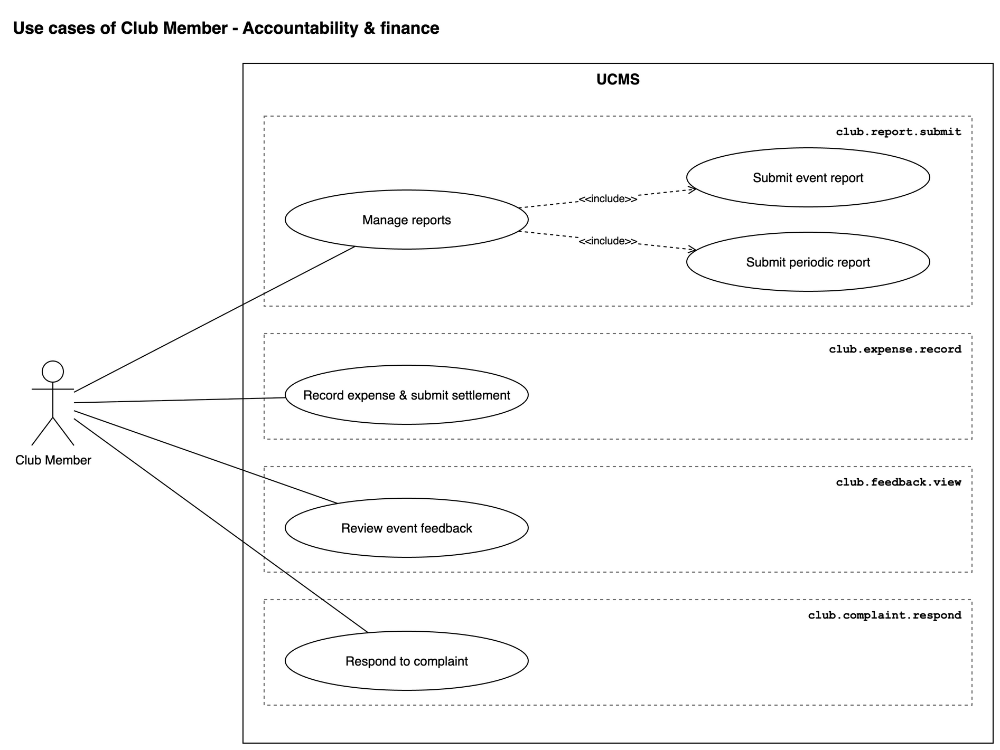 Use cases of Club Member - Accountability & finance
UCMS
club.report.submit
Submit event report
<<include>>
Manage reports
<<include>>
Submit periodic report
club.expense.record
Record expense & submit settlement
Club Member
club.feedback.view
Review event feedback
club.complaint.respond
Respond to complaint